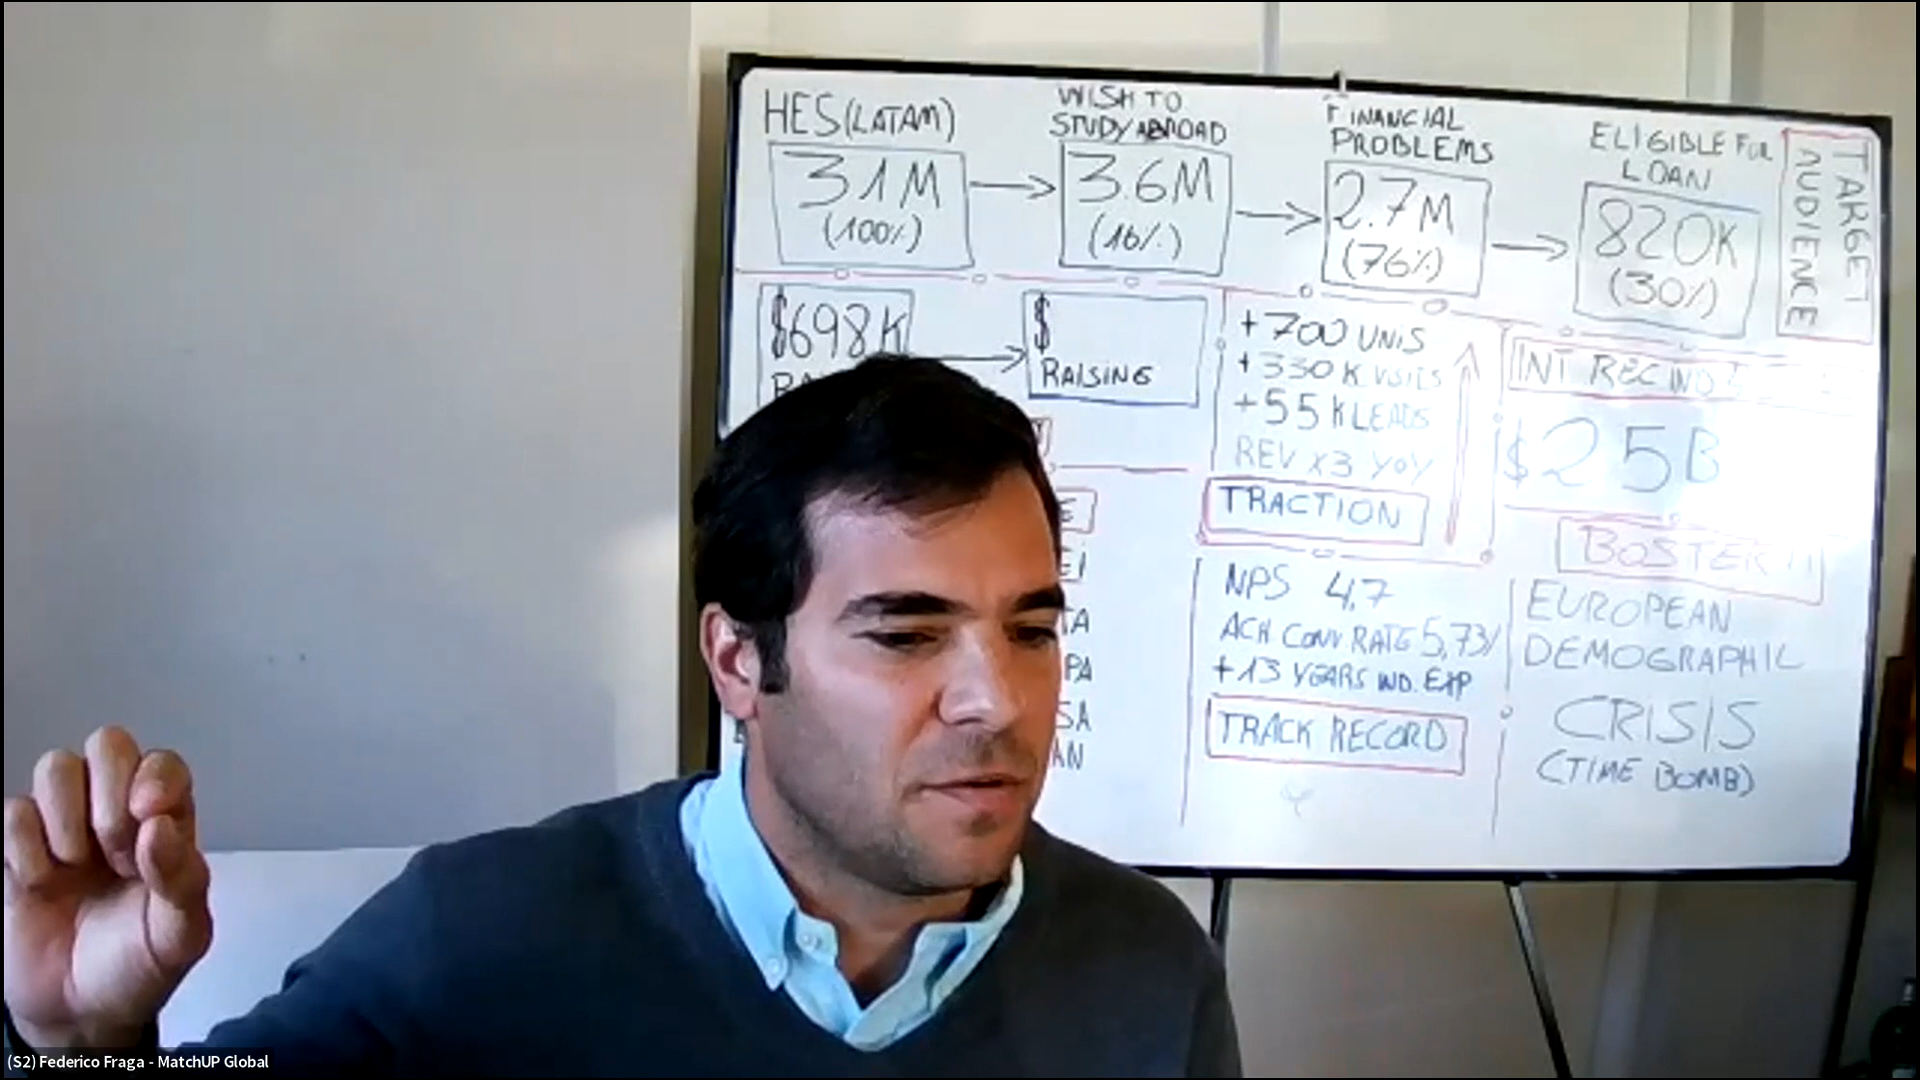 HES(LATAM)
31M
(100%)
WISH TO
STUDY ABROAD
3.6M
(16%)
FINANCIAL
PROBLEMS
2.7M
(76%)
ELIGIBLE FOR
LOAN
820K
(30%)
TARGET
AUDIENCE
$698K
$
RAISING
+700 UNIS
+330K VISITS
+55K LEADS
REV X3 YOY
TRACTION
INT REC IND
$25B
NPS 4.7
ACH CONV RATE 5,73%
+13 YEARS IND. EXP
TRACK RECORD
EUROPEAN
DEMOGRAPHIC
CRISIS
(TIME BOMB)
(S2) Federico Fraga - MatchUP Global